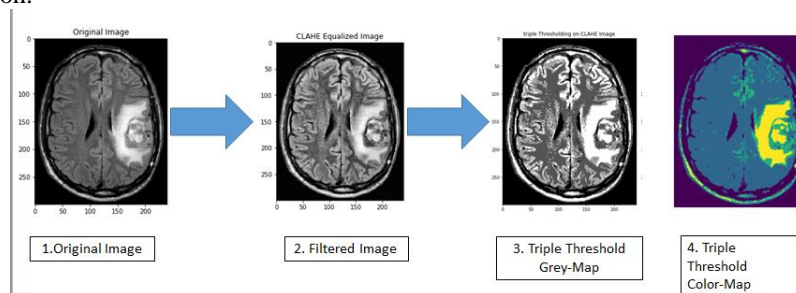 on.
Original Image
CLAHE Equalized Image
triple Thresholding on CLAHE Image
0
50
100
150
200
250
0 50 100 150 200
0
50
100
150
200
250
0 50 100 150 200
0
50
100
150
200
250
0 50 100 150 200
1.Original Image
2. Filtered Image
3. Triple Threshold
Grey-Map
4. Triple
Threshold
Color-Map